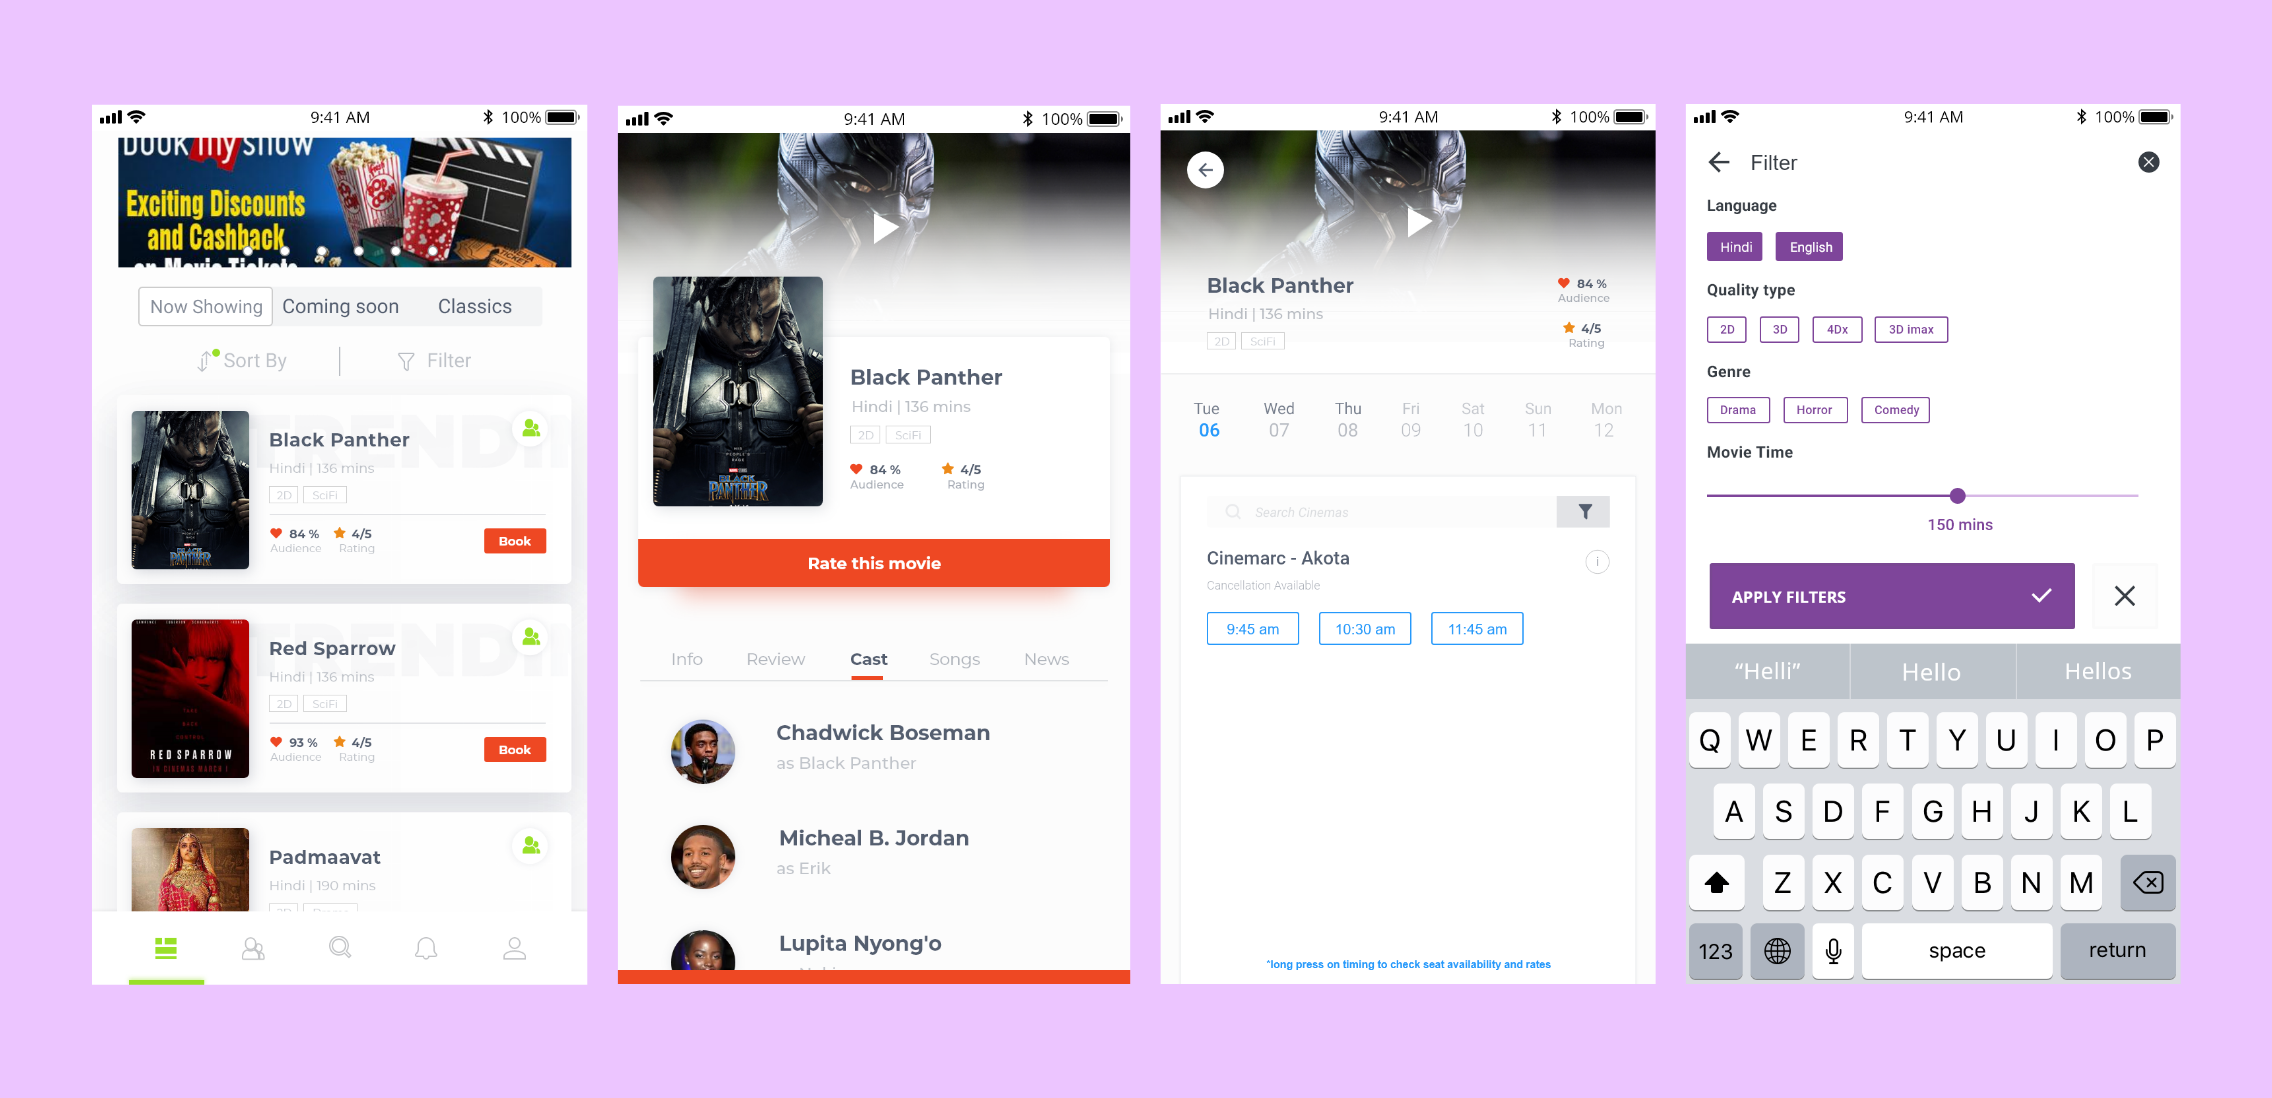 9:41 AM
100%
book my show
Exciting Discounts
and Cashback
on Movie Tickets
Now Showing
Coming soon
Classics
Sort By
Filter
TRENDI
Black Panther
Hindi | 136 mins
2D
SciFi
84 %
4/5
Audience
Rating
Book
TRENDI
Red Sparrow
Hindi | 136 mins
2D
SciFi
93 %
4/5
Audience
Rating
Book
RED SPARROW
Padmaavat
Hindi | 190 mins
2D
Drama
9:41 AM
100%
BLACK
PANTHER
Black Panther
Hindi | 136 mins
2D
SciFi
84 %
4/5
Audience
Rating
Rate this movie
Info
Review
Cast
Songs
News
Chadwick Boseman
as Black Panther
Micheal B. Jordan
as Erik
Lupita Nyong'o
9:41 AM
100%
Black Panther
Hindi | 136 mins
2D
SciFi
84 %
Audience
4/5
Rating
Tue Wed Thu Fri Sat Sun Mon
06 07 08 09 10 11 12
Search Cinemas
Cinemarc - Akota
i
Cancellation Available
9:45 am
10:30 am
11:45 am
*long press on timing to check seat availability and rates
9:41 AM
100%
Filter
Language
Hindi
English
Quality type
2D
3D
4Dx
3D imax
Genre
Drama
Horror
Comedy
Movie Time
150 mins
APPLY FILTERS
“Helli”
Hello
Hellos
Q W E R T Y U I O P
A S D F G H J K L
Z X C V B N M
123
space
return